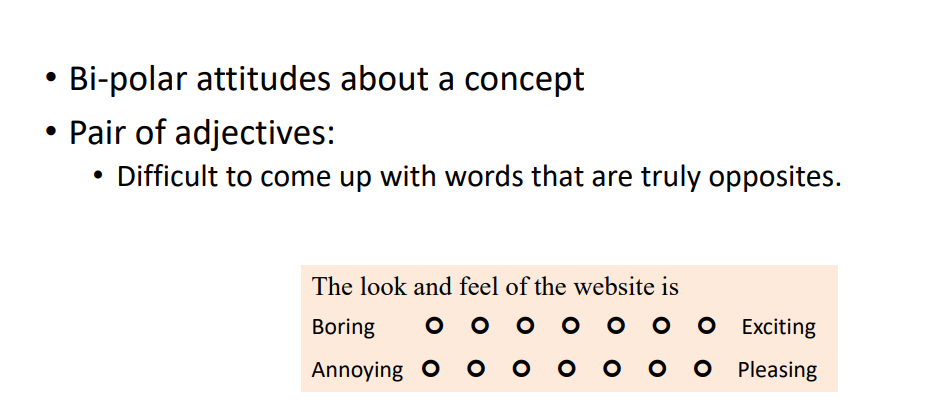 • Bi-polar attitudes about a concept
• Pair of adjectives:
• Difficult to come up with words that are truly opposites.
The look and feel of the website is
Boring Exciting
Annoying Pleasing